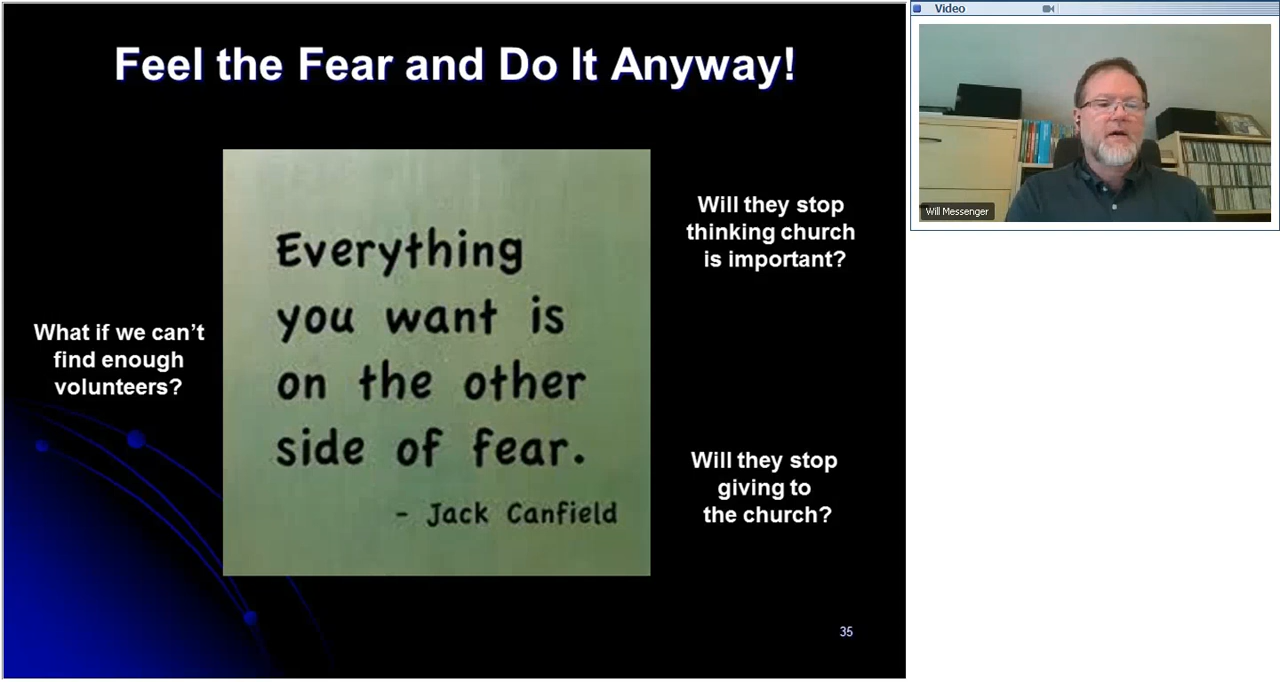 Feel the Fear and Do It Anyway!
Everything
you want is
on the other
side of fear.
- Jack Canfield
What if we can’t
find enough
volunteers?
Will they stop
thinking church
is important?
Will they stop
giving to
the church?
35
Video
Will Messenger